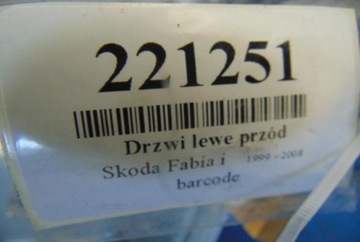 221251
Drzwi lewe przód
Skoda Fabia i 1999 - 2008
barcode